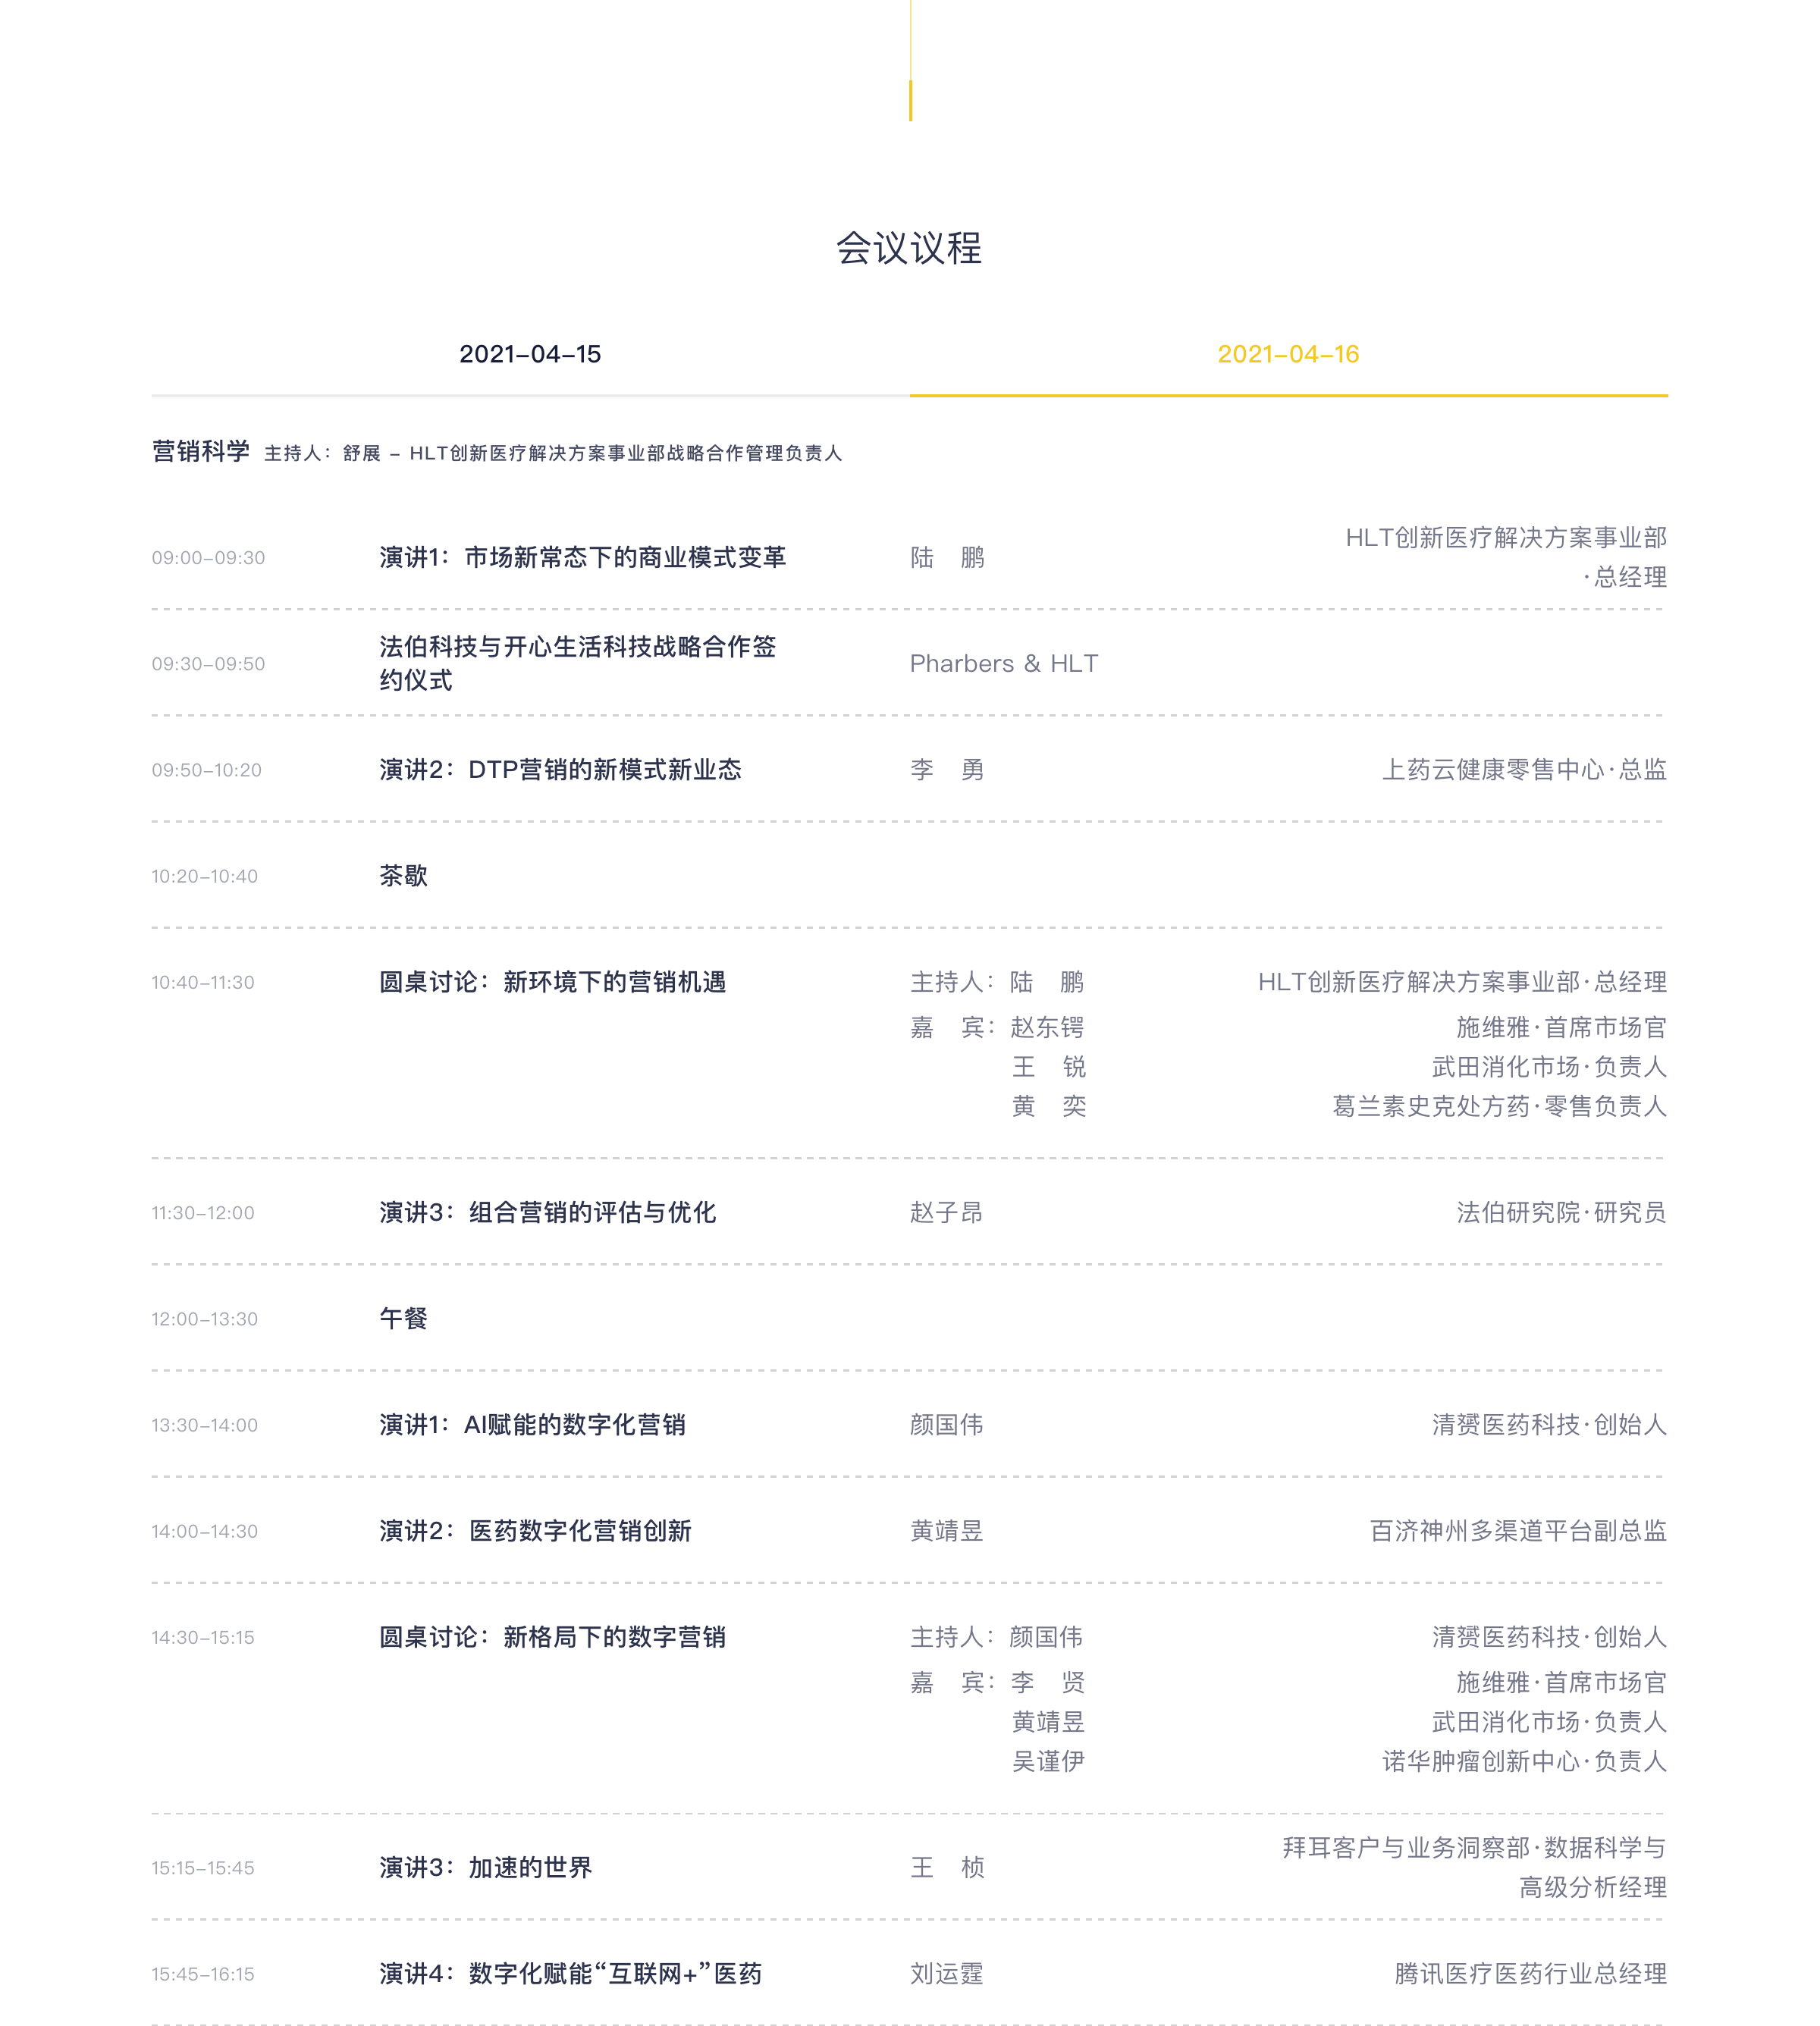 会议议程
2021-04-15 2021-04-16
营销科学 主持人：舒展 - HLT创新医疗解决方案事业部战略合作管理负责人
09:00-09:30 演讲1：市场新常态下的商业模式变革 陆 鹏 HLT创新医疗解决方案事业部
·总经理
09:30-09:50 法伯科技与开心生活科技战略合作签
约仪式 Pharbers & HLT
09:50-10:20 演讲2：DTP营销的新模式新业态 李 勇 上药云健康零售中心·总监
10:20-10:40 茶歇
10:40-11:30 圆桌讨论：新环境下的营销机遇 主持人：陆 鹏 HLT创新医疗解决方案事业部·总经理
嘉 宾：赵东锷 施维雅·首席市场官
王 锐 武田消化市场·负责人
黄 奕 葛兰素史克处方药·零售负责人
11:30-12:00 演讲3：组合营销的评估与优化 赵子昂 法伯研究院·研究员
12:00-13:30 午餐
13:30-14:00 演讲1：AI赋能的数字化营销 颜国伟 清赟医药科技·创始人
14:00-14:30 演讲2：医药数字化营销创新 黄靖昱 百济神州多渠道平台副总监
14:30-15:15 圆桌讨论：新格局下的数字营销 主持人：颜国伟 清赟医药科技·创始人
嘉 宾：李 贤 施维雅·首席市场官
黄靖昱 武田消化市场·负责人
吴谨伊 诺华肿瘤创新中心·负责人
15:15-15:45 演讲3：加速的世界 王 桢 拜耳客户与业务洞察部·数据科学与
高级分析经理
15:45-16:15 演讲4：数字化赋能“互联网+”医药 刘运霆 腾讯医疗医药行业总经理